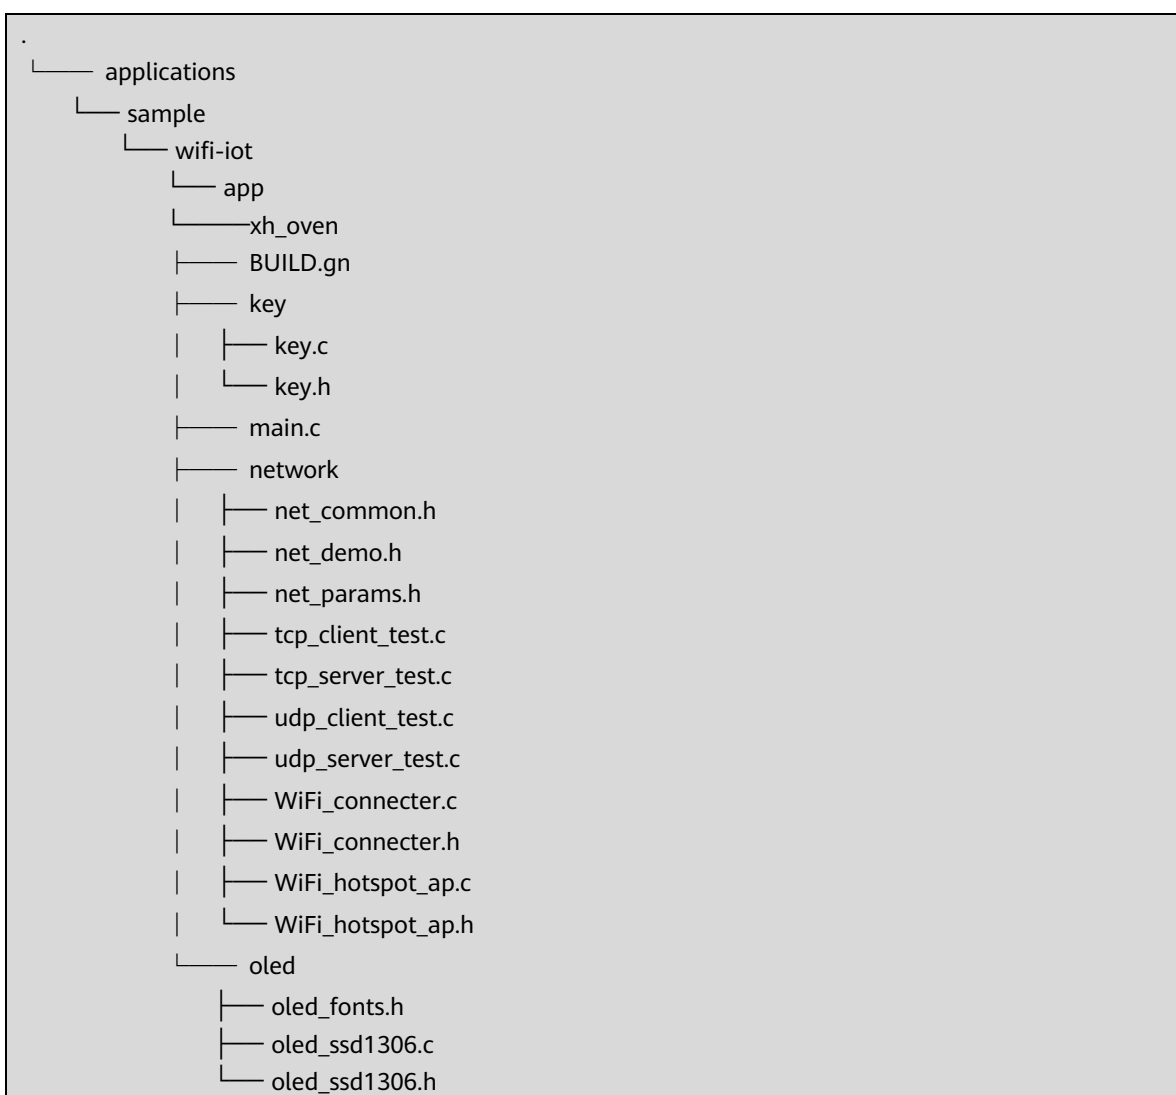 .
└── applications
└── sample
└── wifi-iot
└── app
└──xh_oven
├── BUILD.gn
├── key
│ ├── key.c
│ └── key.h
├── main.c
├── network
│ ├── net_common.h
│ ├── net_demo.h
│ ├── net_params.h
│ ├── tcp_client_test.c
│ ├── tcp_server_test.c
│ ├── udp_client_test.c
│ ├── udp_server_test.c
│ ├── WiFi_connecter.c
│ ├── WiFi_connecter.h
│ ├── WiFi_hotspot_ap.c
│ └── WiFi_hotspot_ap.h
└── oled
├── oled_fonts.h
├── oled_ssd1306.c
└── oled_ssd1306.h